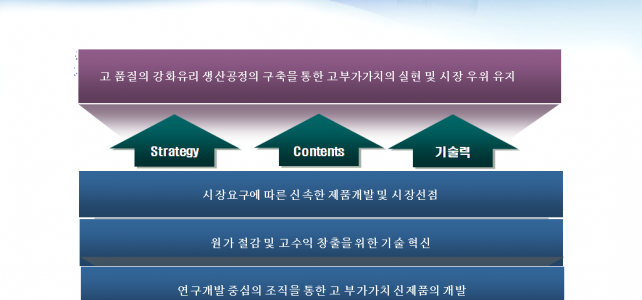 고 품질의 강화유리 생산공정의 구축을 통한 고부가가치의 실현 및 시장 우위 유지
Strategy Contents 기술력
시장요구에 따른 신속한 제품개발 및 시장선점
원가 절감 및 고수익 창출을 위한 기술 혁신
연구개발 중심의 조직을 통한 고 부가가치 신제품의 개발